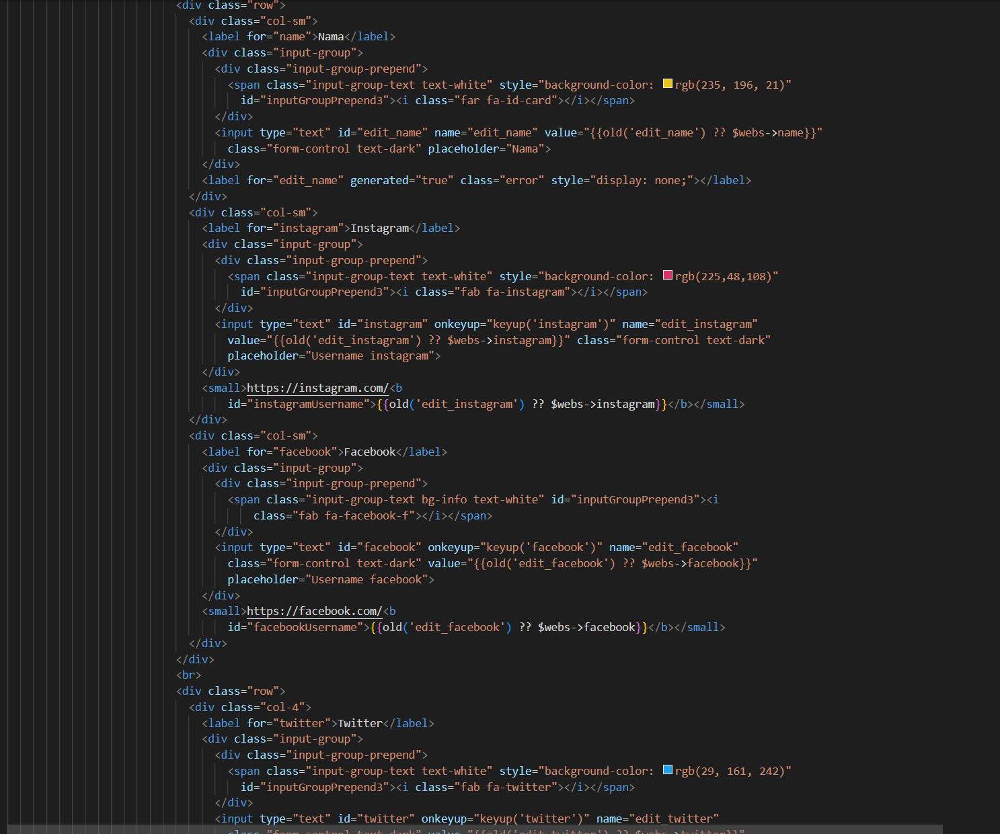 <div class="row">
<div class="col-sm">
<label for="name">Nama</label>
<div class="input-group">
<div class="input-group-prepend">
<span class="input-group-text text-white" style="background-color: rgb(235, 196, 21)"
id="inputGroupPrepend3"><i class="far fa-id-card"></i></span>
</div>
<input type="text" id="edit_name" name="edit_name" value="{{old('edit_name') ?? $webs->name}}"
class="form-control text-dark" placeholder="Nama">
</div>
<label for="edit_name" generated="true" class="error" style="display: none;"></label>
</div>
<div class="col-sm">
<label for="instagram">Instagram</label>
<div class="input-group">
<div class="input-group-prepend">
<span class="input-group-text text-white" style="background-color: rgb(225,48,108)"
id="inputGroupPrepend3"><i class="fab fa-instagram"></i></span>
</div>
<input type="text" id="instagram" onkeyup="keyup('instagram')" name="edit_instagram"
value="{{old('edit_instagram') ?? $webs->instagram}}" class="form-control text-dark"
placeholder="Username instagram">
</div>
<small>https://instagram.com/<b
id="instagramUsername">{{old('edit_instagram') ?? $webs->instagram}}</b></small>
</div>
<div class="col-sm">
<label for="facebook">Facebook</label>
<div class="input-group">
<div class="input-group-prepend">
<span class="input-group-text bg-info text-white" id="inputGroupPrepend3"><i
class="fab fa-facebook-f"></i></span>
</div>
<input type="text" id="facebook" onkeyup="keyup('facebook')" name="edit_facebook"
class="form-control text-dark" value="{{old('edit_facebook') ?? $webs->facebook}}"
placeholder="Username facebook">
</div>
<small>https://facebook.com/<b
id="facebookUsername">{{old('edit_facebook') ?? $webs->facebook}}</b></small>
</div>
</div>
<br>
<div class="row">
<div class="col-4">
<label for="twitter">Twitter</label>
<div class="input-group">
<div class="input-group-prepend">
<span class="input-group-text text-white" style="background-color: rgb(29, 161, 242)"
id="inputGroupPrepend3"><i class="fab fa-twitter"></i></span>
</div>
<input type="text" id="twitter" onkeyup="keyup('twitter')" name="edit_twitter"
class="form-control text-dark" value="{{old('edit_twitter') ?? $webs->twitter}}"